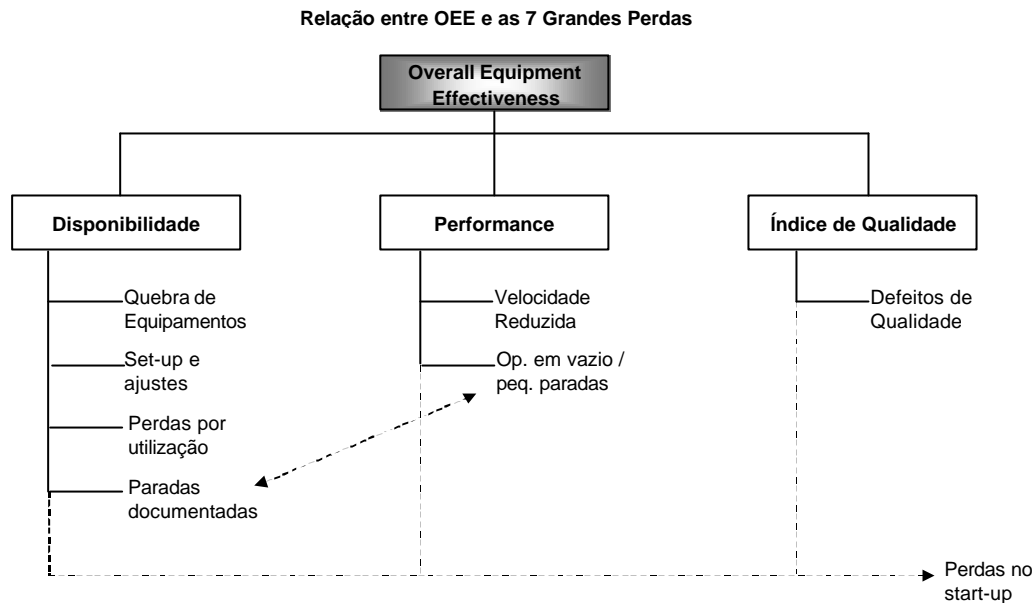 Relação entre OEE e as 7 Grandes Perdas
Overall Equipment
Effectiveness
Disponibilidade
Performance
Índice de Qualidade
Quebra de
Equipamentos
Set-up e
ajustes
Perdas por
utilização
Paradas
documentadas
Velocidade
Reduzida
Op. em vazio /
peq. paradas
Defeitos de
Qualidade
Perdas no
start-up